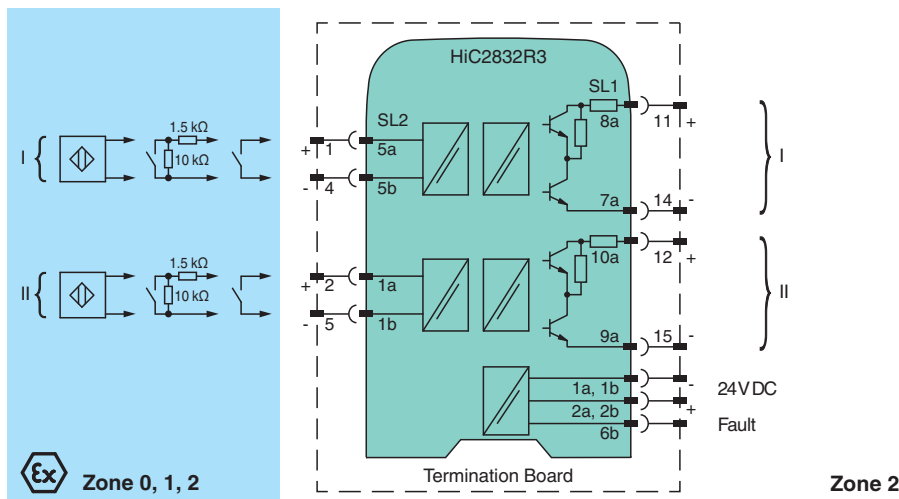 HiC2832R3
SL2
SL1
I
1.5 kΩ
10 kΩ
+ 1 5a
- 4 5b
8a 11 +
7a 14 -
I
II
1.5 kΩ
10 kΩ
+ 2 1a
- 5 1b
10a 12 +
9a 15 -
II
1a, 1b - 24V DC
2a, 2b +
6b Fault
Ex Zone 0, 1, 2
Termination Board
Zone 2